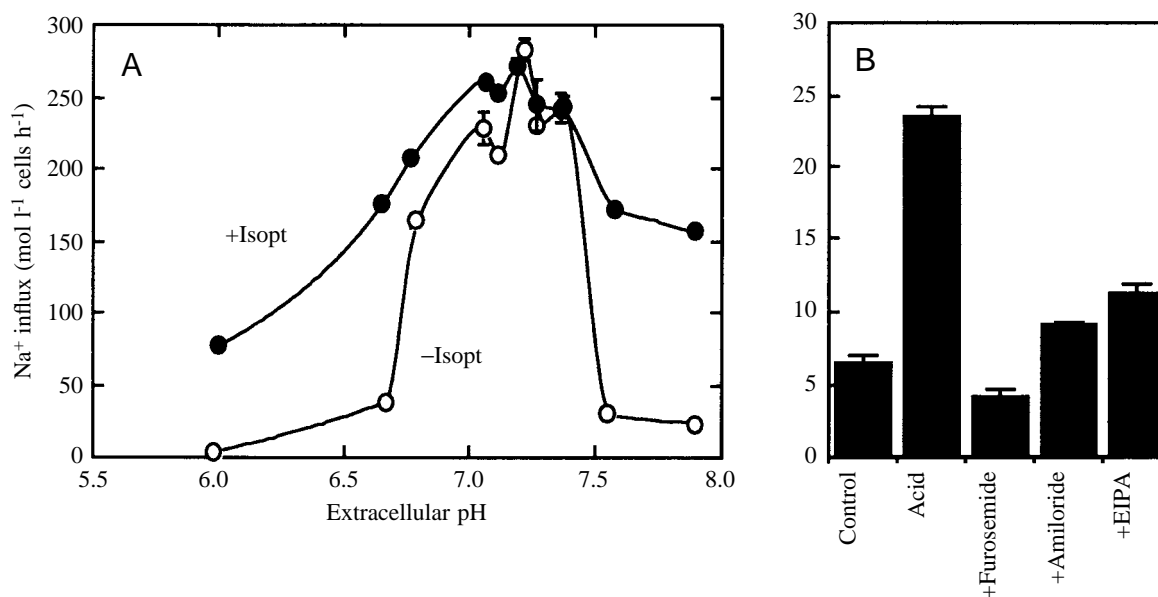 A
Na⁺ influx (mol l⁻¹ cells h⁻¹)
300
250
200
150
100
50
0
+Isopt
−Isopt
5.5 6.0 6.5 7.0 7.5 8.0
Extracellular pH
B
30
25
20
15
10
5
0
Control
Acid
+Furosemide
+Amiloride
+EIPA